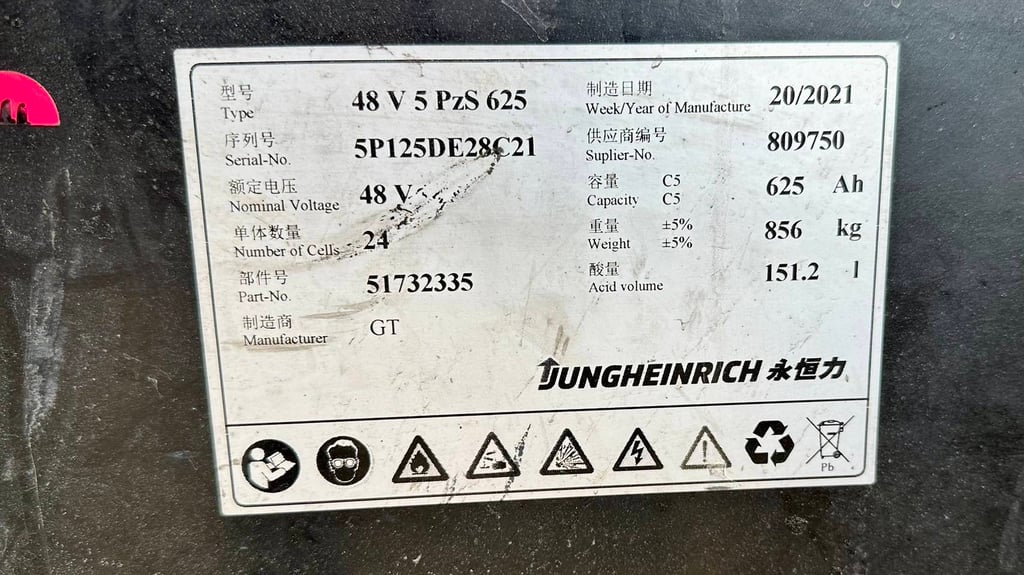 型号
Type
48 V 5 PzS 625
序列号
Serial-No.
5P125DE28C21
额定电压
Nominal Voltage
48 V
单体数量
Number of Cells
24
部件号
Part-No.
51732335
制造商
Manufacturer
GT
制造日期
Week/Year of Manufacture
20/2021
供应商编号
Suplier-No.
809750
容量 C5
Capacity C5
625 Ah
重量 ±5%
Weight ±5%
856 kg
酸量
Acid volume
151.2 l
JUNGHEINRICH 永恒力
Pb